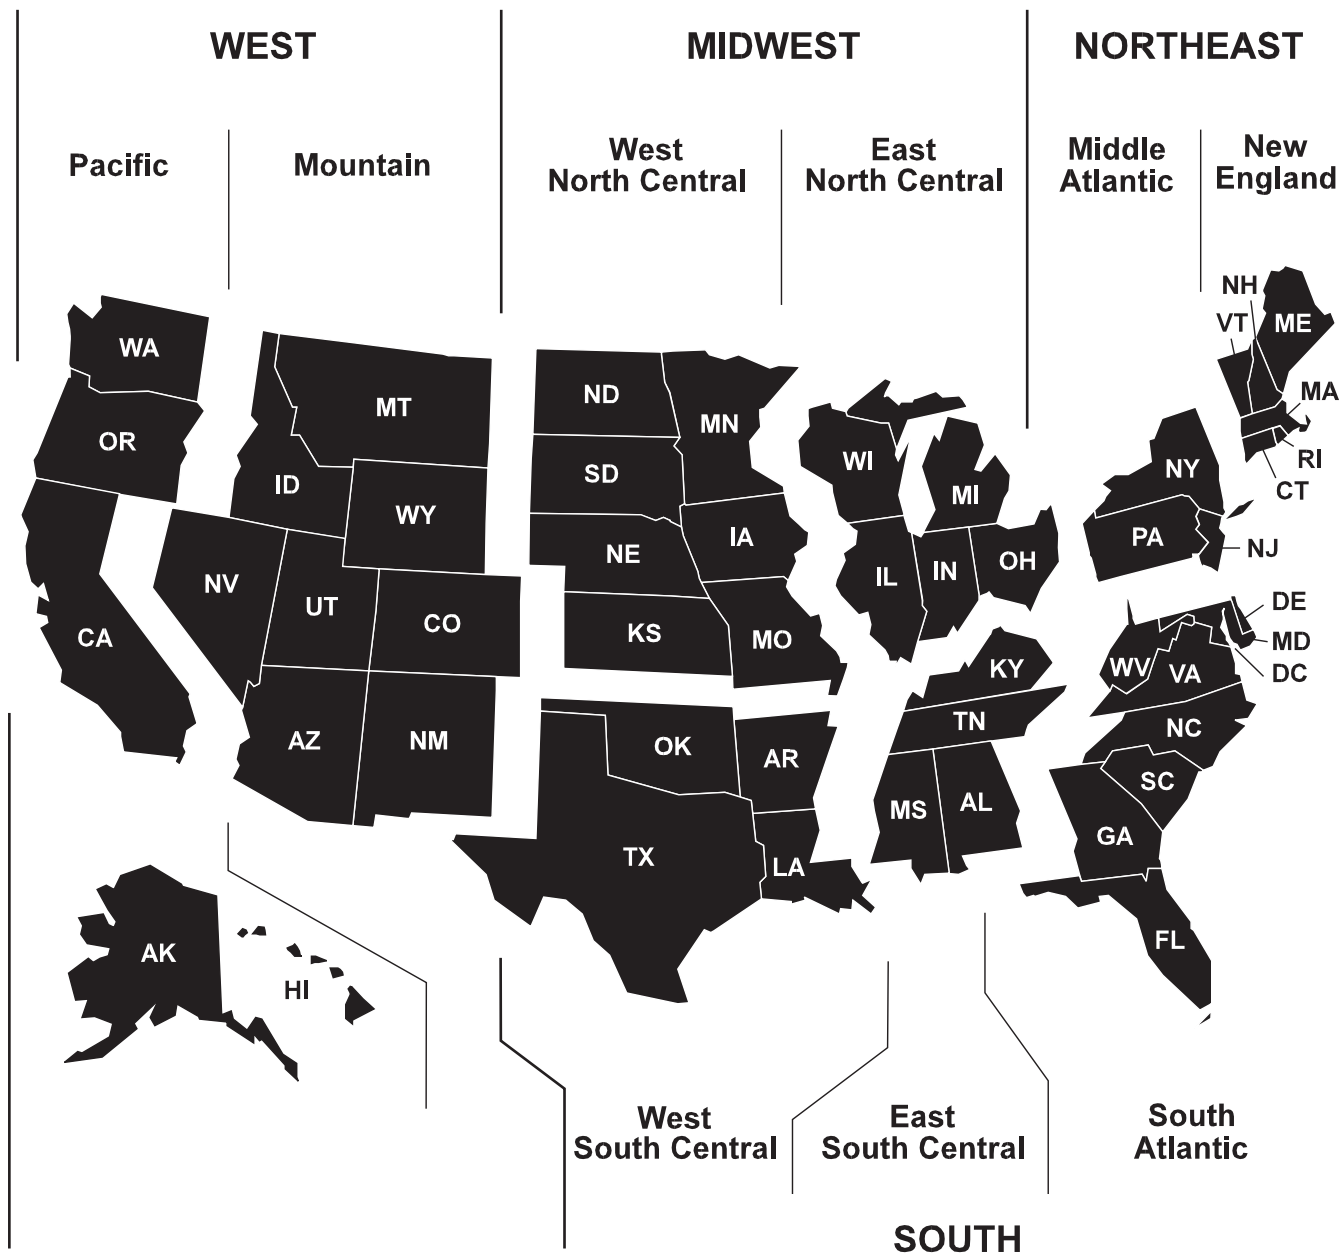 WEST
MIDWEST
NORTHEAST
Pacific
Mountain
West
North Central
East
North Central
Middle
Atlantic
New
England
NH
VT
ME
WA
MT
ND
MN
MA
OR
WI
NY
RI
ID
SD
MI
CT
WY
IA
PA
NJ
NV
UT
NE
IL
IN
OH
DE
CA
CO
KS
MO
KY
WV
VA
MD
DC
AZ
NM
OK
AR
TN
NC
MS
AL
SC
TX
LA
GA
AK
HI
FL
West
South Central
East
South Central
South
Atlantic
SOUTH